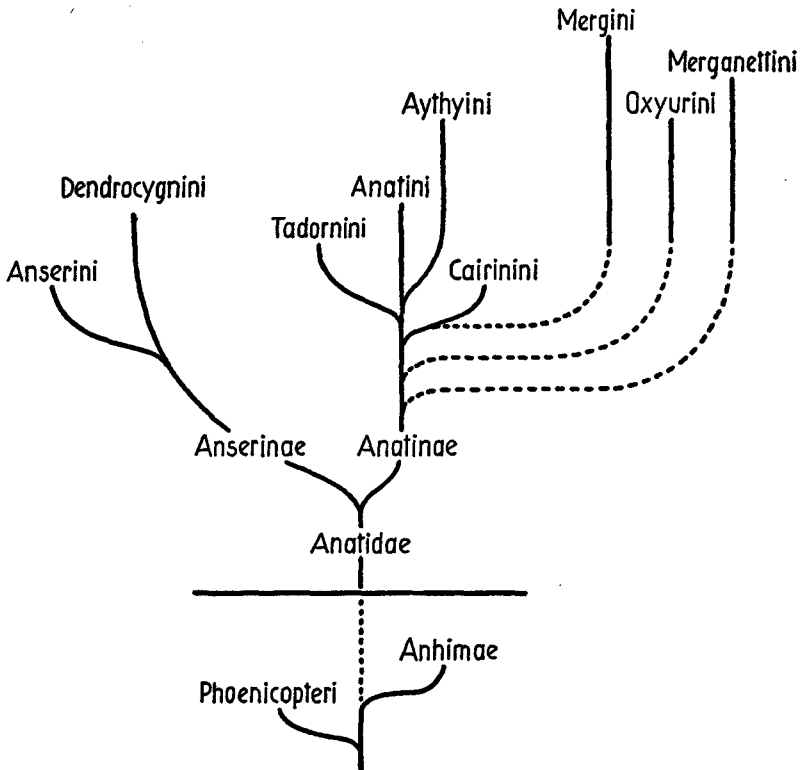 Mergini
Merganettini
Aythyini
Oxyurini
Dendrocygnini
Anatini
Tadornini
Anserini
Cairinini
Anserinae
Anatinae
Anatidae
Anhimae
Phoenicopteri